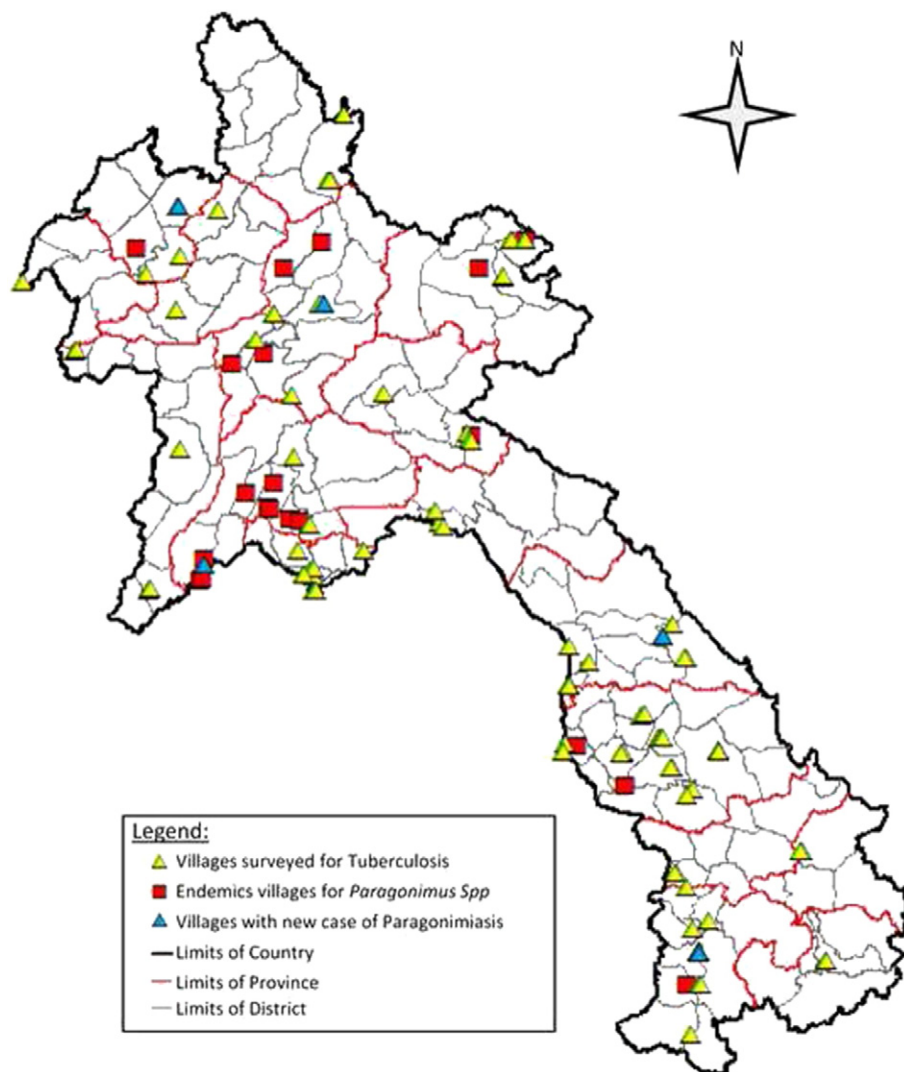 N
Legend:
Villages surveyed for Tuberculosis
Endemics villages for Paragonimus Spp
Villages with new case of Paragonimiasis
Limits of Country
Limits of Province
Limits of District